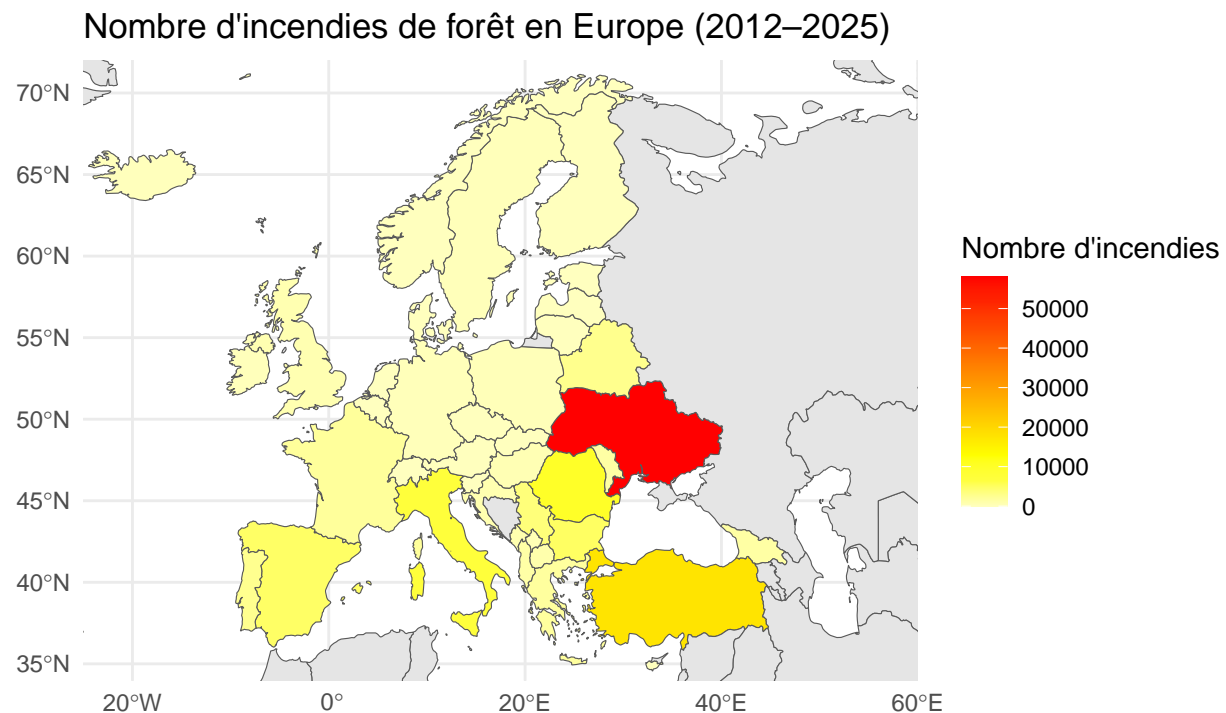 Nombre d'incendies de forêt en Europe (2012–2025)
70°N
65°N
60°N
55°N
50°N
45°N
40°N
35°N
20°W
0°
20°E
40°E
60°E
Nombre d'incendies
50000
40000
30000
20000
10000
0